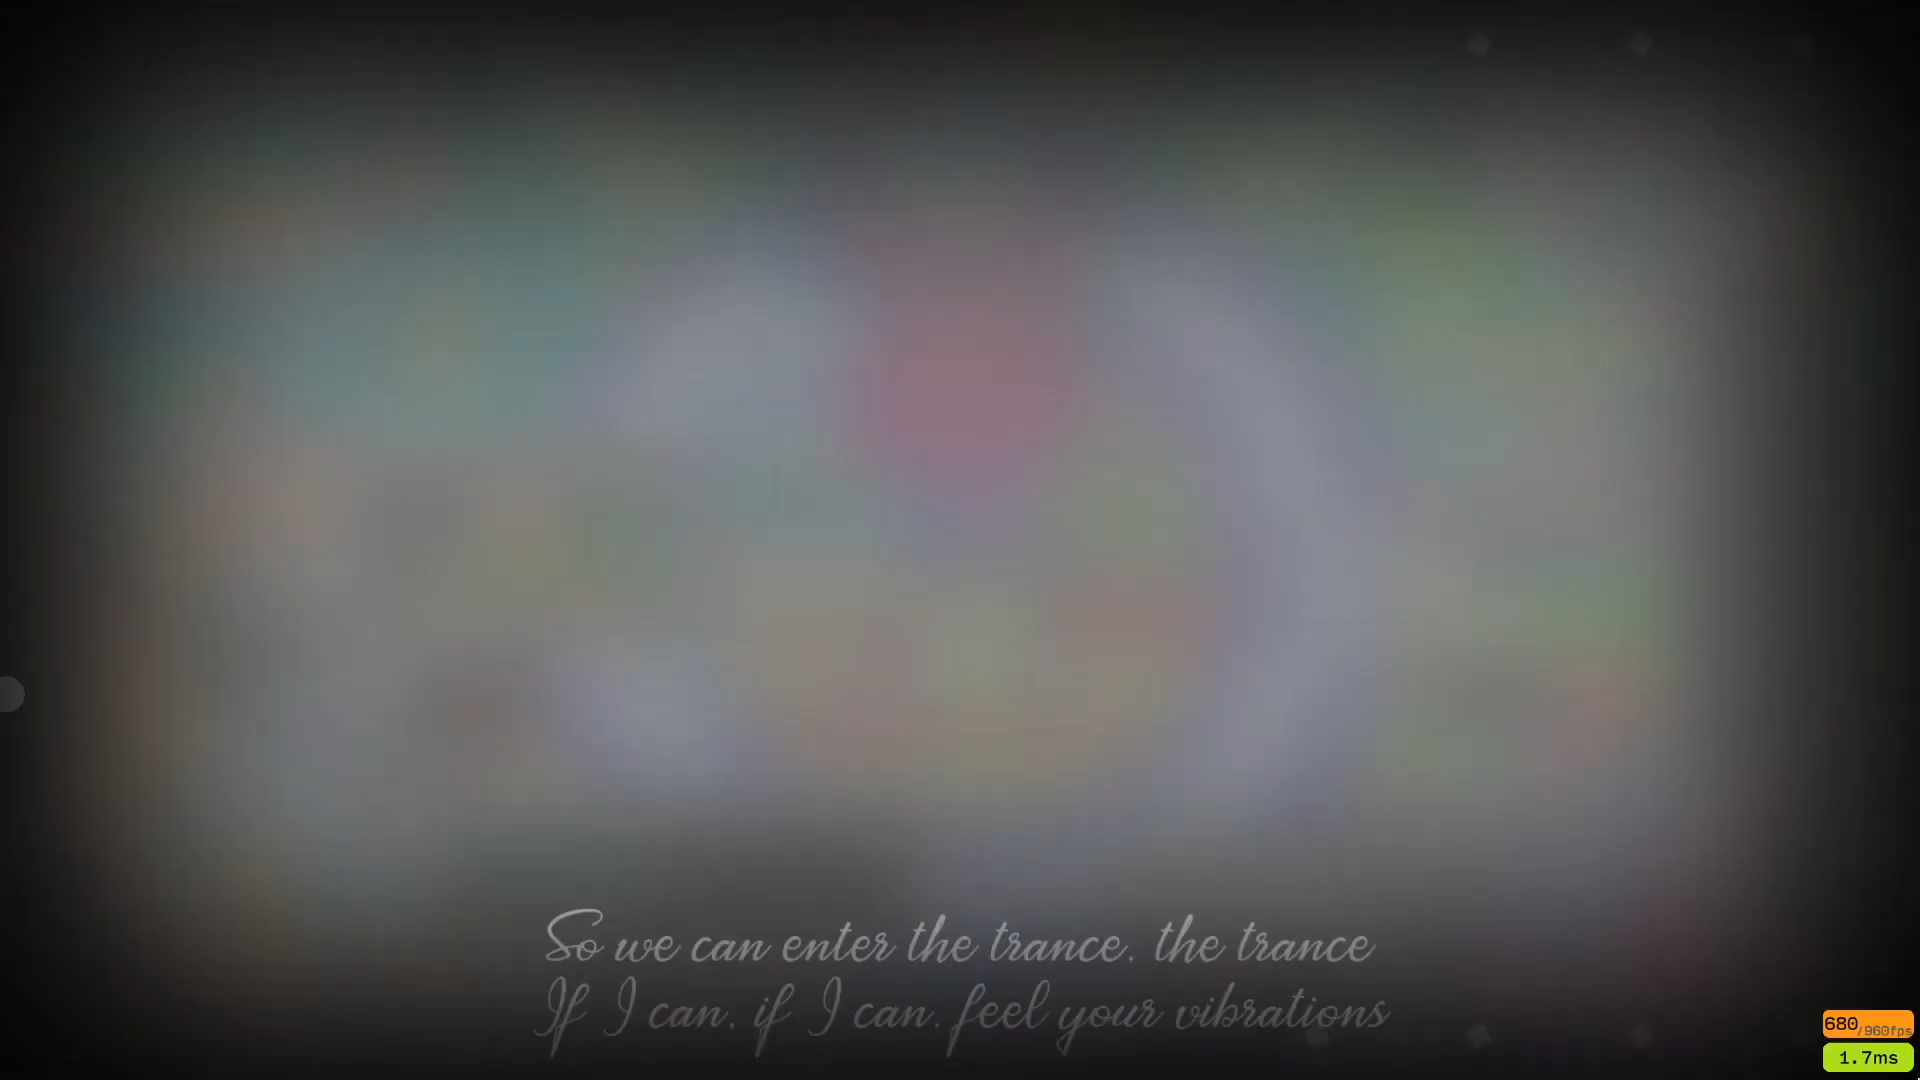 So we can enter the trance, the trance
If I can, if I can, feel your vibrations
680/960fps
1.7ms